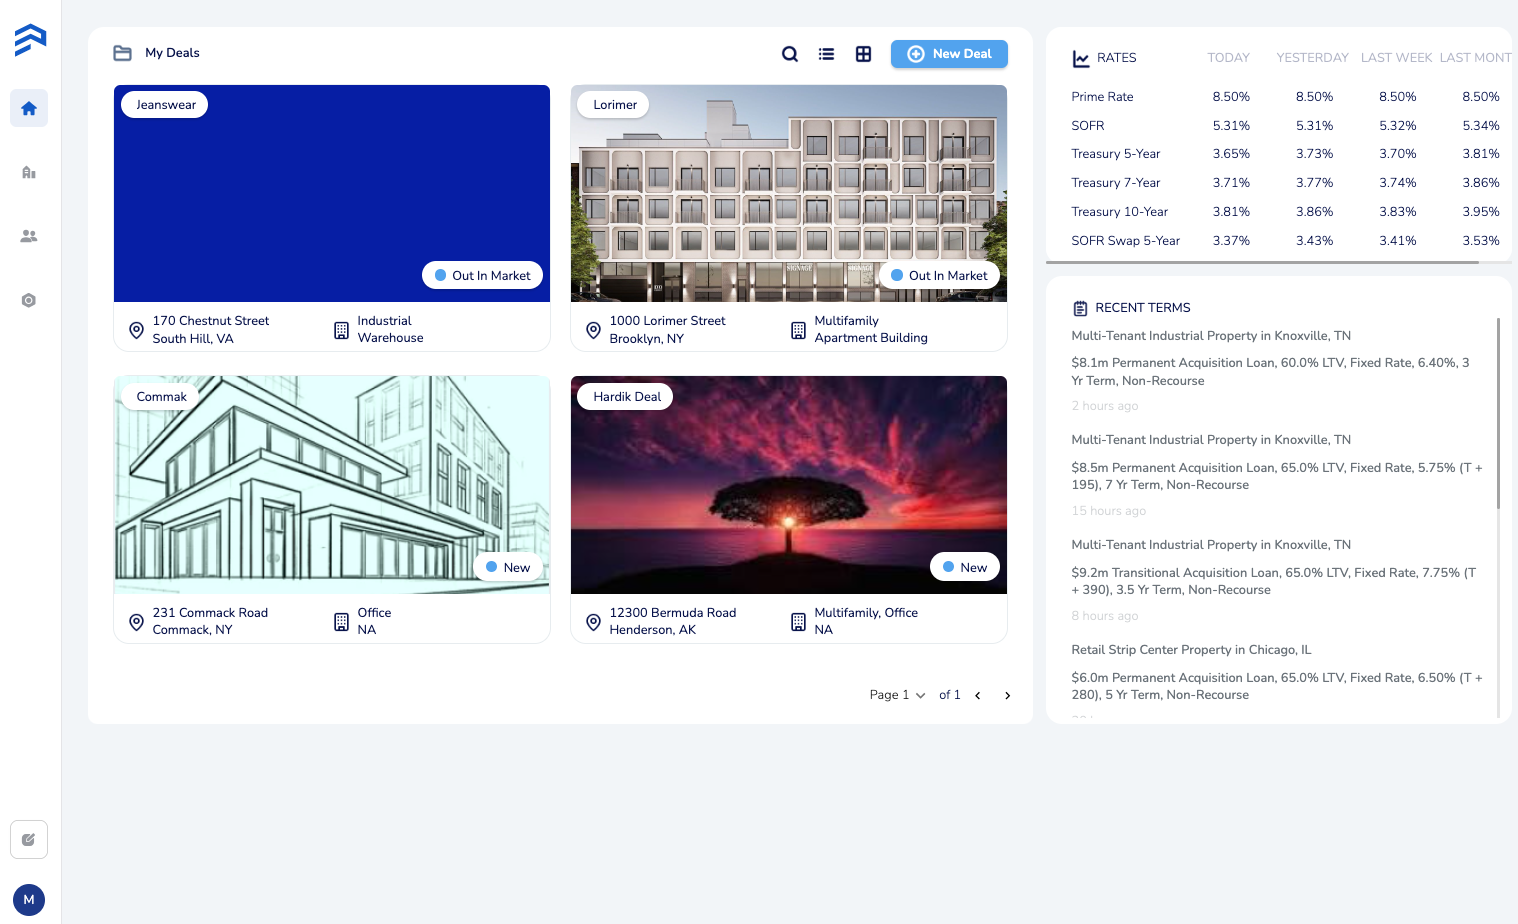 My Deals
New Deal
Jeanswear
Out In Market
170 Chestnut Street
South Hill, VA
Industrial
Warehouse
Lorimer
SIGNAGE
SIGNAGE
Out In Market
1000 Lorimer Street
Brooklyn, NY
Multifamily
Apartment Building
Commak
New
231 Commack Road
Commack, NY
Office
NA
Hardik Deal
New
12300 Bermuda Road
Henderson, AK
Multifamily, Office
NA
Page 1 of 1
RATES TODAY YESTERDAY LAST WEEK LAST MONT
Prime Rate 8.50% 8.50% 8.50% 8.50%
SOFR 5.31% 5.31% 5.32% 5.34%
Treasury 5-Year 3.65% 3.73% 3.70% 3.81%
Treasury 7-Year 3.71% 3.77% 3.74% 3.86%
Treasury 10-Year 3.81% 3.86% 3.83% 3.95%
SOFR Swap 5-Year 3.37% 3.43% 3.41% 3.53%
RECENT TERMS
Multi-Tenant Industrial Property in Knoxville, TN
$8.1m Permanent Acquisition Loan, 60.0% LTV, Fixed Rate, 6.40%, 3
Yr Term, Non-Recourse
2 hours ago
Multi-Tenant Industrial Property in Knoxville, TN
$8.5m Permanent Acquisition Loan, 65.0% LTV, Fixed Rate, 5.75% (T +
195), 7 Yr Term, Non-Recourse
15 hours ago
Multi-Tenant Industrial Property in Knoxville, TN
$9.2m Transitional Acquisition Loan, 65.0% LTV, Fixed Rate, 7.75% (T
+ 390), 3.5 Yr Term, Non-Recourse
8 hours ago
Retail Strip Center Property in Chicago, IL
$6.0m Permanent Acquisition Loan, 65.0% LTV, Fixed Rate, 6.50% (T +
280), 5 Yr Term, Non-Recourse
M